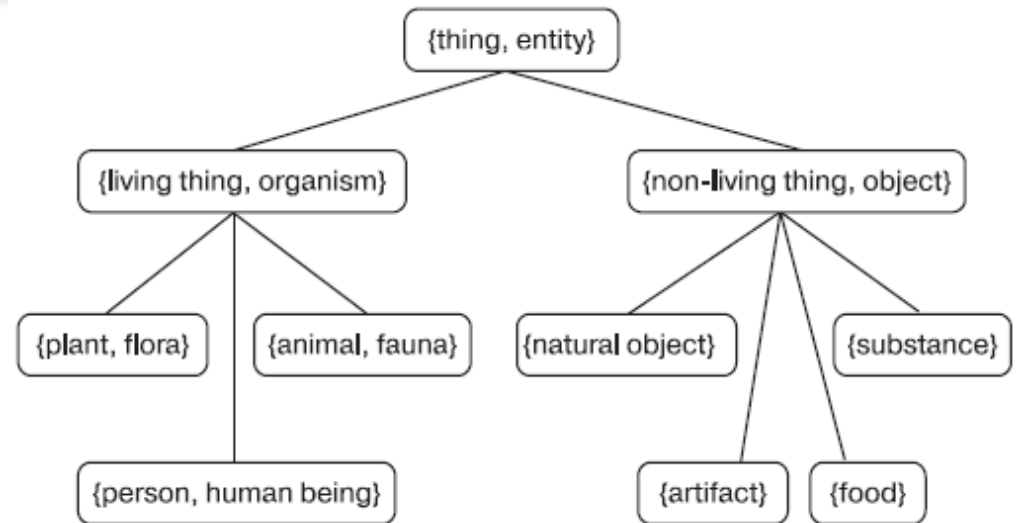 {thing, entity}
{living thing, organism}
{non-living thing, object}
{plant, flora}
{animal, fauna}
{natural object}
{substance}
{person, human being}
{artifact}
{food}